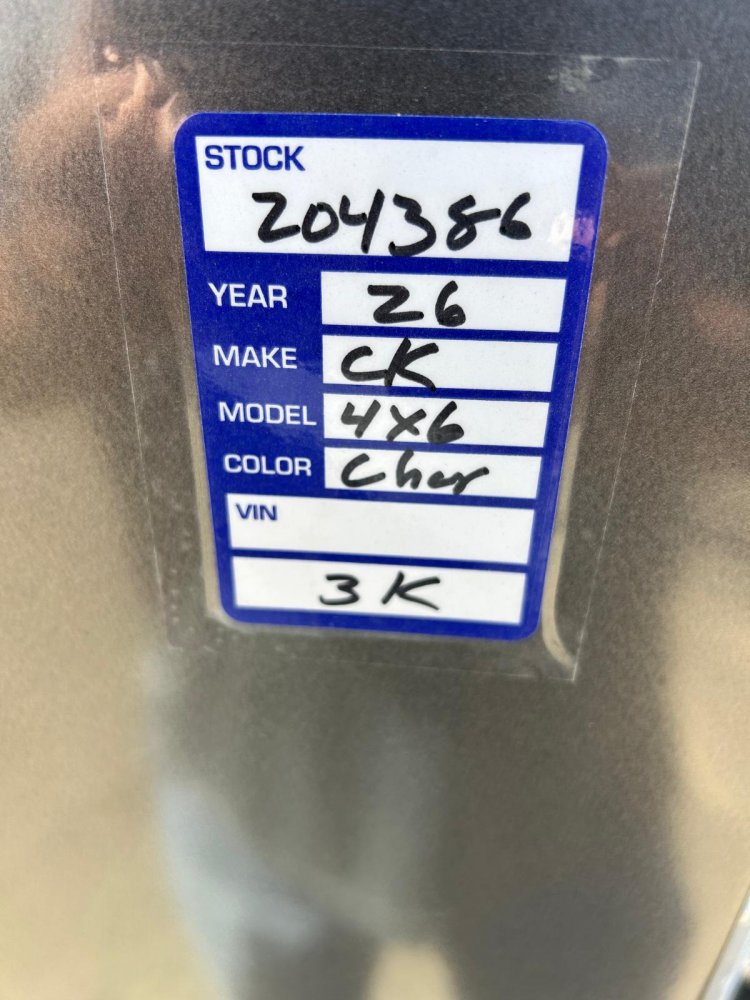 STOCK
204386
YEAR 26
MAKE CK
MODEL 4x6
COLOR Char
VIN
3K